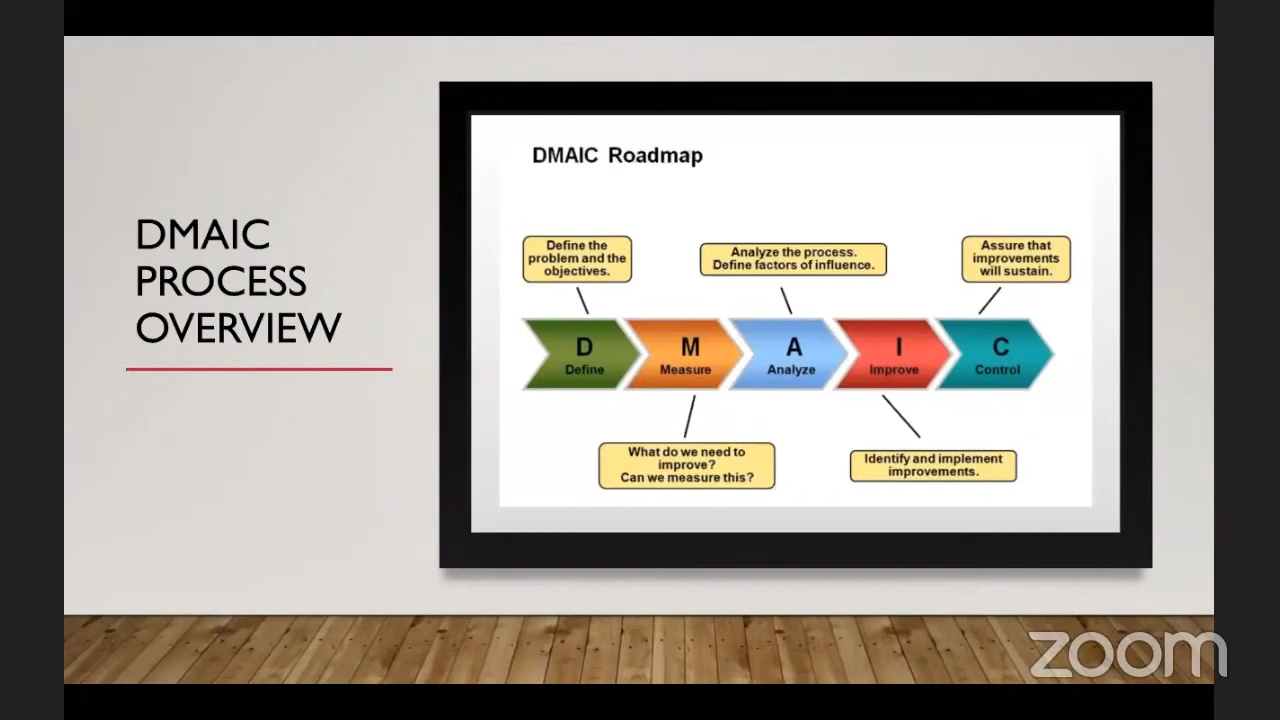 DMAIC
PROCESS
OVERVIEW
DMAIC Roadmap
Define the
problem and the
objectives.
Analyze the process.
Define factors of influence.
Assure that
improvements
will sustain.
D
Define
M
Measure
A
Analyze
I
Improve
C
Control
What do we need to
improve?
Can we measure this?
Identify and implement
improvements.
zoom